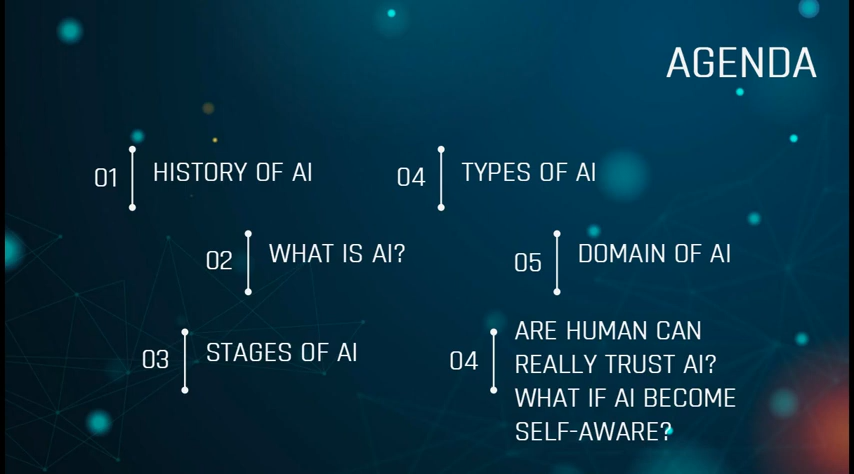 AGENDA
01 HISTORY OF AI
02 WHAT IS AI?
03 STAGES OF AI
04 TYPES OF AI
05 DOMAIN OF AI
04 ARE HUMAN CAN
REALLY TRUST AI?
WHAT IF AI BECOME
SELF-AWARE?